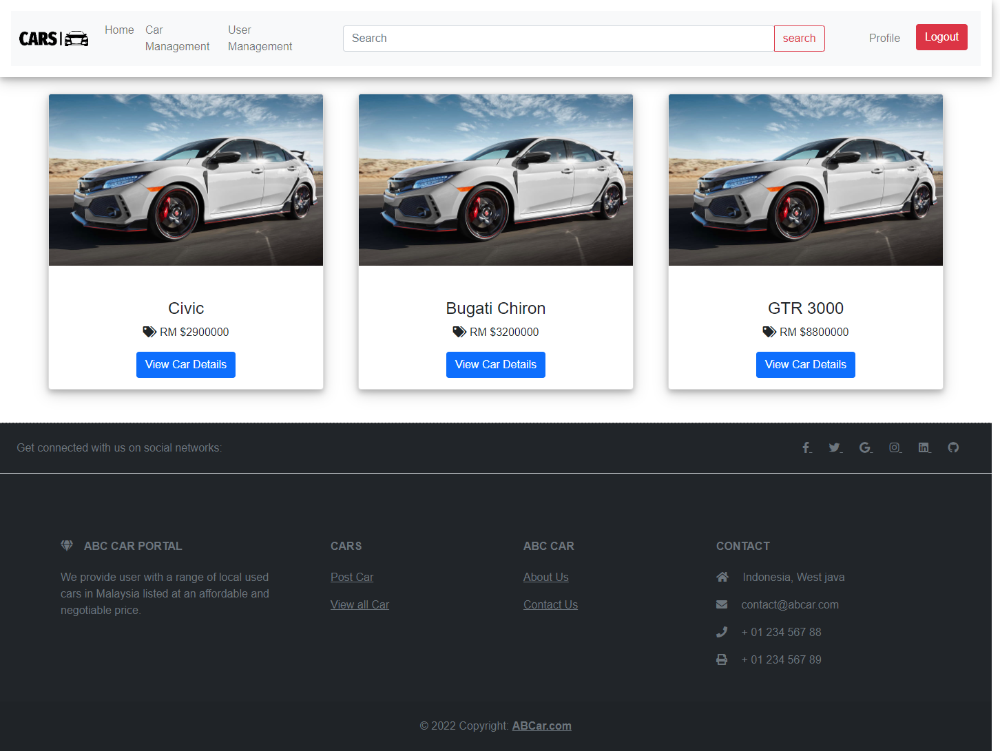 CARS
Home
Car
Management
User
Management
Search
search
Profile
Logout
Civic
RM $2900000
View Car Details
Bugati Chiron
RM $3200000
View Car Details
GTR 3000
RM $8800000
View Car Details
Get connected with us on social networks:
ABC CAR PORTAL
We provide user with a range of local used
cars in Malaysia listed at an affordable and
negotiable price.
CARS
Post Car
View all Car
ABC CAR
About Us
Contact Us
CONTACT
Indonesia, West java
contact@abcar.com
+ 01 234 567 88
+ 01 234 567 89
© 2022 Copyright: ABCar.com